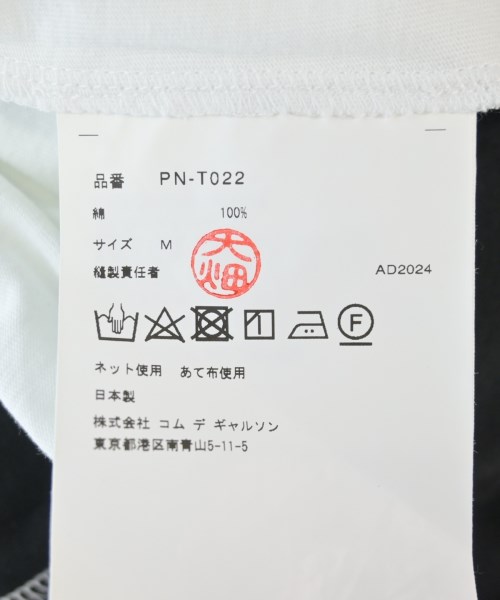 品番 PN-T022
綿 100%
サイズ M
大畑
縫製責任者 AD2024
F
ネット使用 あて布使用
日本製
株式会社 コム デ ギャルソン
東京都港区南青山5-11-5